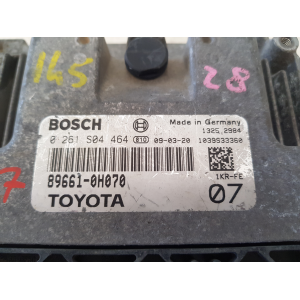 145
28
BOSCH
Made in Germany
1325.2984
0 261 S04 464 810 09-03-20 1039S33360
89661-0H070
1KR-FE
TOYOTA
07
7